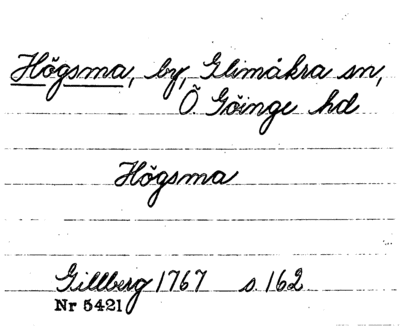 Högsma, by, Glimåkra sn,
Ö. Göinge hd
Högsma
Gillberg 1767 s. 162
Nr 5421